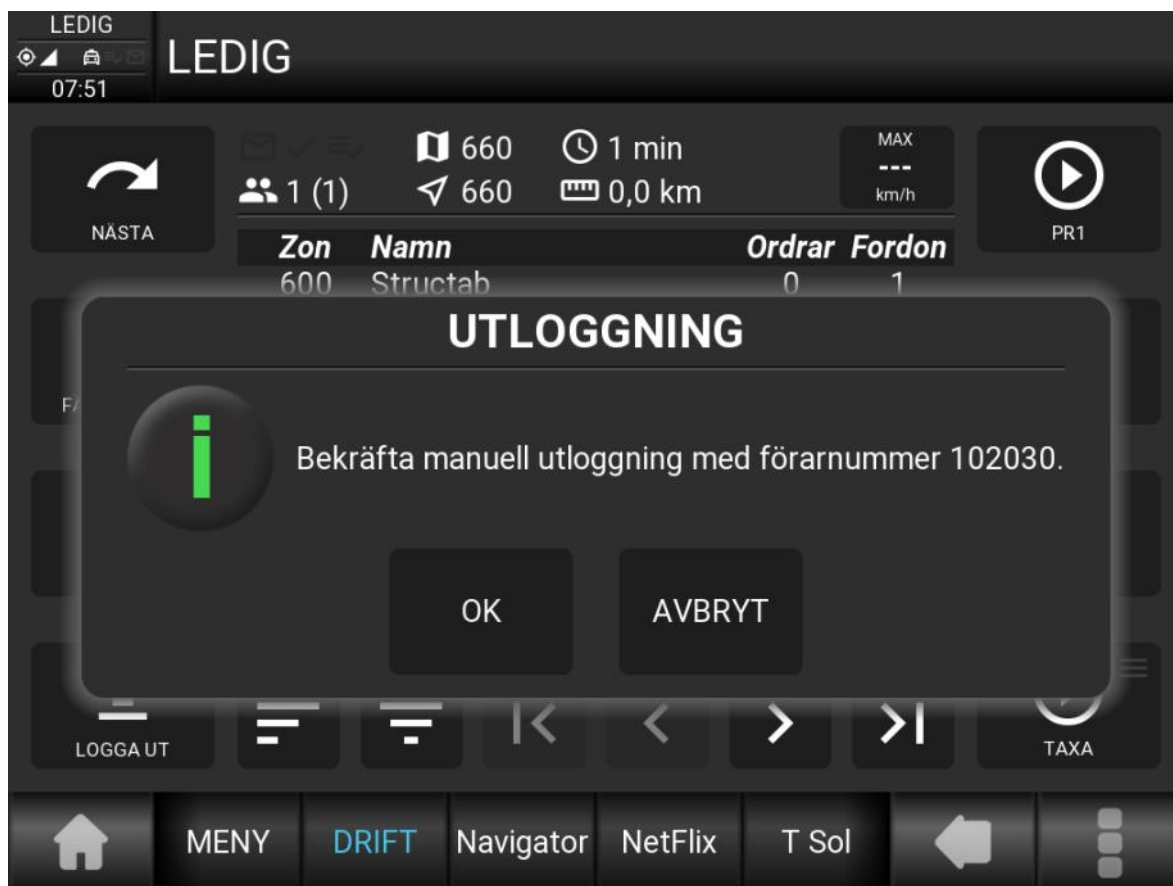 LEDIG
07:51
LEDIG
NÄSTA
660
1 min
1 (1)
660
0,0 km
MAX
---
km/h
PR1
Zon Namn Ordrar Fordon
600 Structab 0 1
UTLOGGNING
Bekräfta manuell utloggning med förarnummer 102030.
OK
AVBRYT
LOGGA UT
TAXA
MENY
DRIFT
Navigator
NetFlix
T Sol